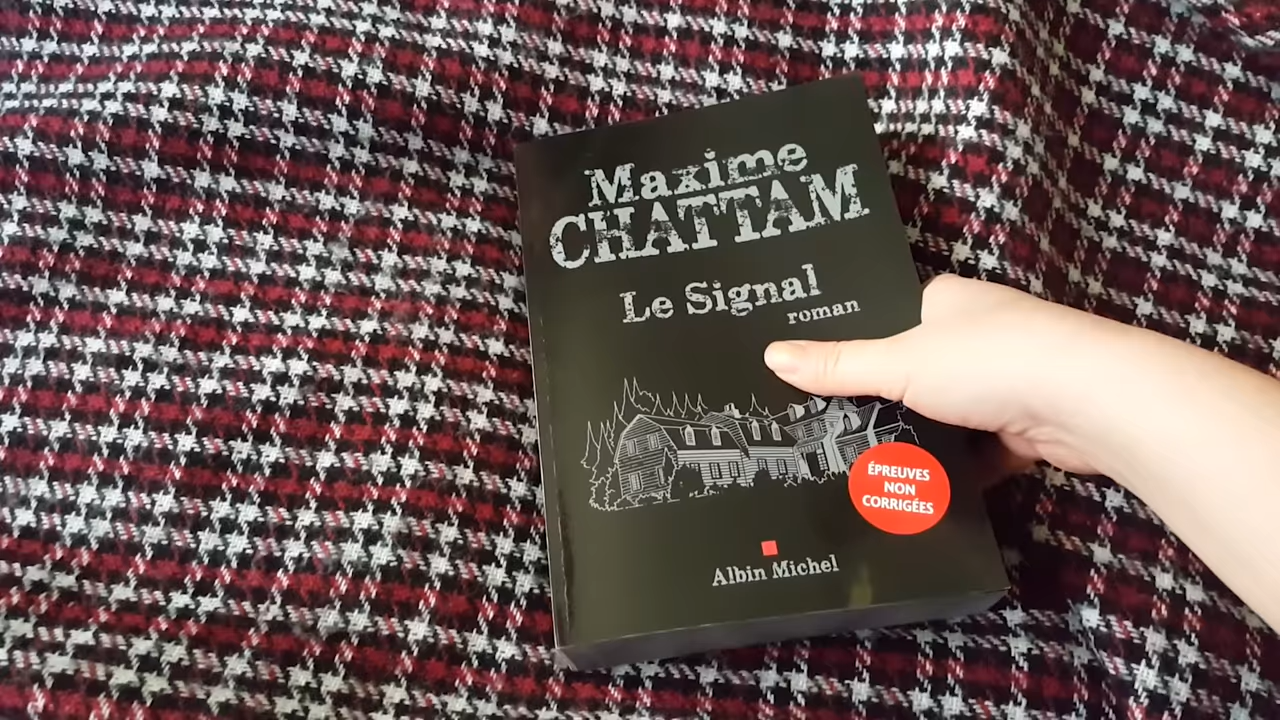 Maxime
CHATTAM
Le Signal
roman
ÉPREUVES
NON
CORRIGÉES
Albin Michel